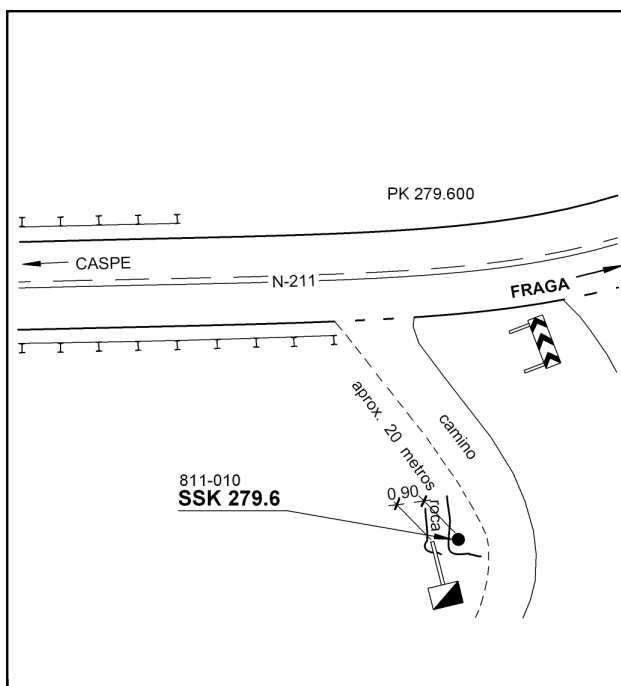 PK 279.600
CASPE
N-211
FRAGA
aprox. 20 metros
camino
811-010
SSK 279.6
0,90
roca